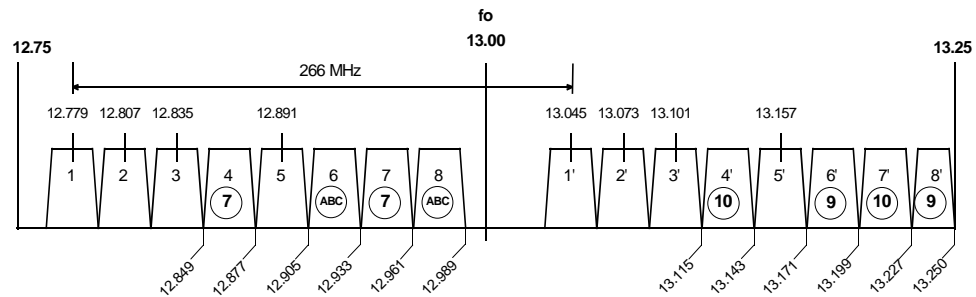 fo
12.75 13.00 13.25
266 MHz
12.779 12.807 12.835 12.891 13.045 13.073 13.101 13.157
1 2 3 4 5 6 7 8 1' 2' 3' 4' 5' 6' 7' 8'
7 ABC 7 ABC 10 9 10 9
12.849 12.877 12.905 12.933 12.961 12.989 13.115 13.143 13.171 13.199 13.227 13.250